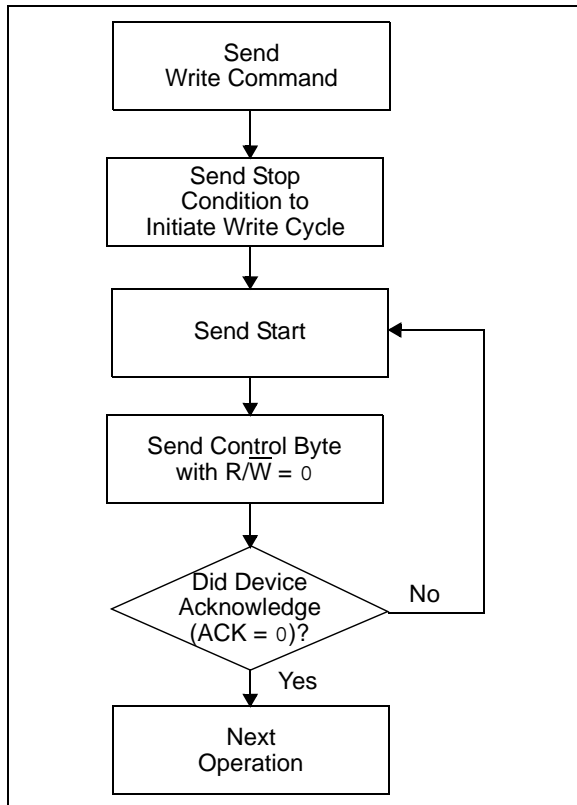 Send
Write Command
Send Stop
Condition to
Initiate Write Cycle
Send Start
Send Control Byte
with R/W̅ = 0
Did Device
Acknowledge
(ACK = 0)?
No
Yes
Next
Operation